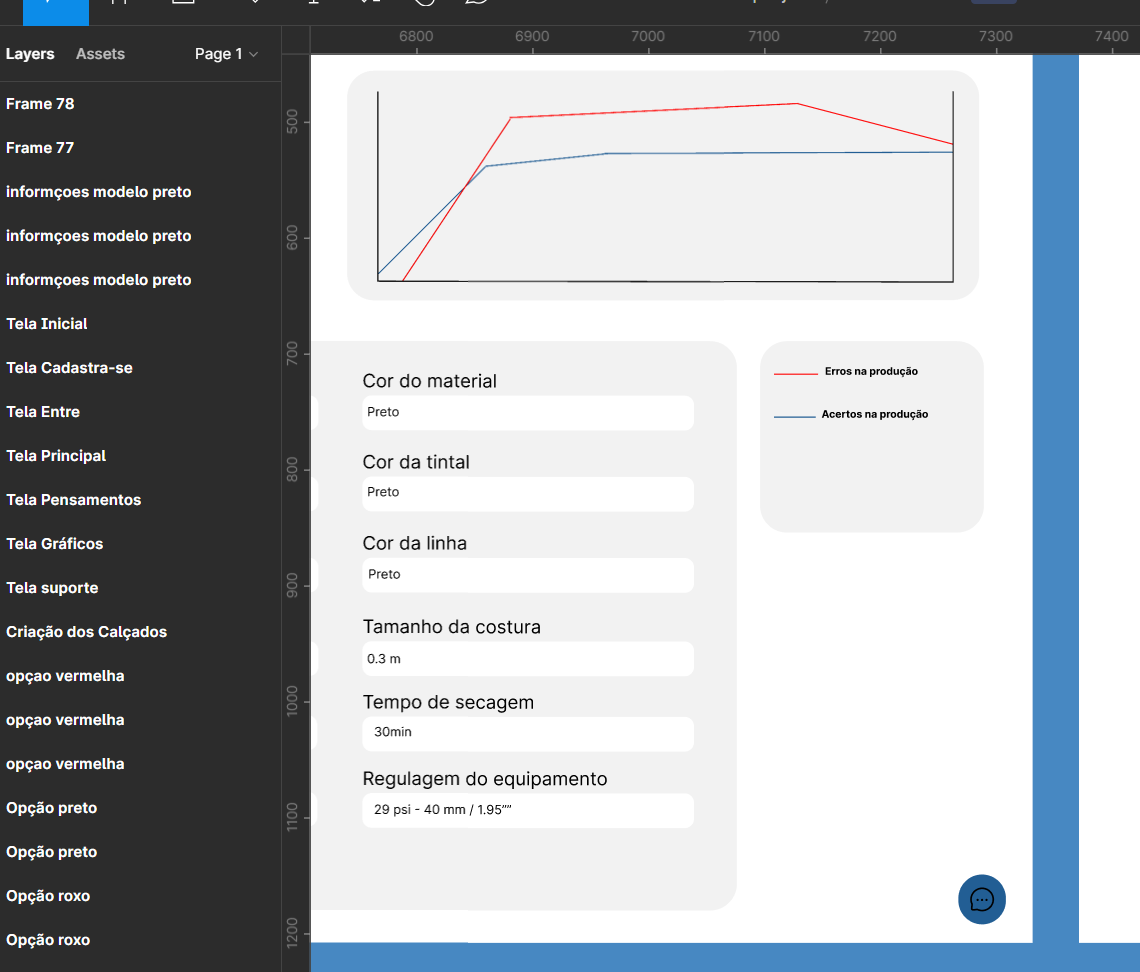 Layers Assets Page 1
6800 6900 7000 7100 7200 7300 7400
Frame 78
Frame 77
informçoes modelo preto
informçoes modelo preto
informçoes modelo preto
Tela Inicial
Tela Cadastra-se
Tela Entre
Tela Principal
Tela Pensamentos
Tela Gráficos
Tela suporte
Criação dos Calçados
opçao vermelha
opçao vermelha
opçao vermelha
Opção preto
Opção preto
Opção roxo
Opção roxo
500
600
700
800
900
1000
1100
1200
Cor do material
Preto
Cor da tintal
Preto
Cor da linha
Preto
Tamanho da costura
0.3 m
Tempo de secagem
30min
Regulagem do equipamento
29 psi - 40 mm / 1.95””
Erros na produção
Acertos na produção